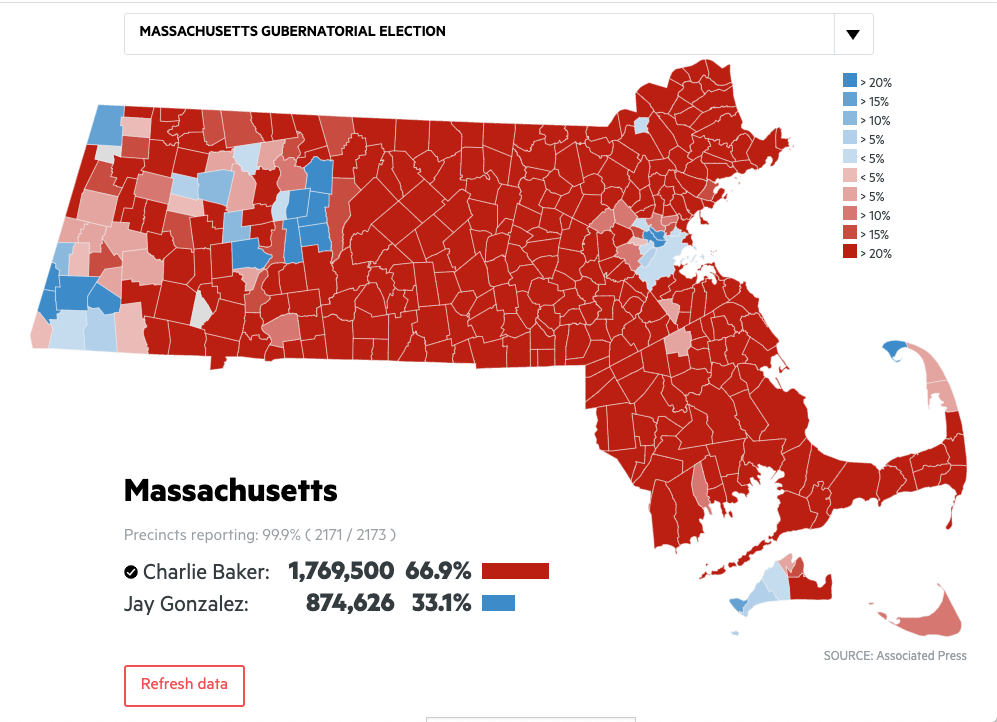 MASSACHUSETTS GUBERNATORIAL ELECTION
> 20%
> 15%
> 10%
> 5%
< 5%
< 5%
> 5%
> 10%
> 15%
> 20%
Massachusetts
Precincts reporting: 99.9% ( 2171 / 2173 )
Charlie Baker: 1,769,500 66.9%
Jay Gonzalez: 874,626 33.1%
SOURCE: Associated Press
Refresh data